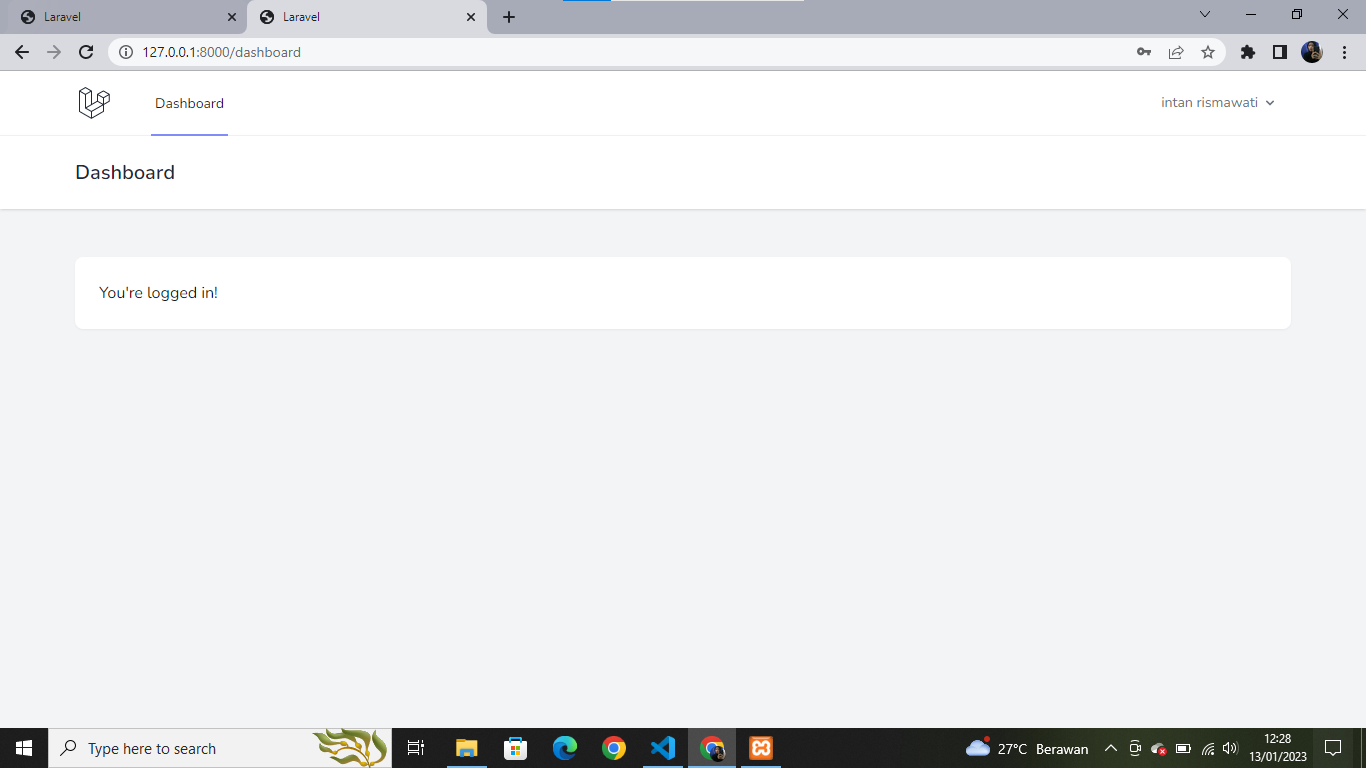 Laravel
Laravel
127.0.0.1:8000/dashboard
Dashboard
intan rismawati
Dashboard
You're logged in!
Type here to search
27°C Berawan
12:28
13/01/2023